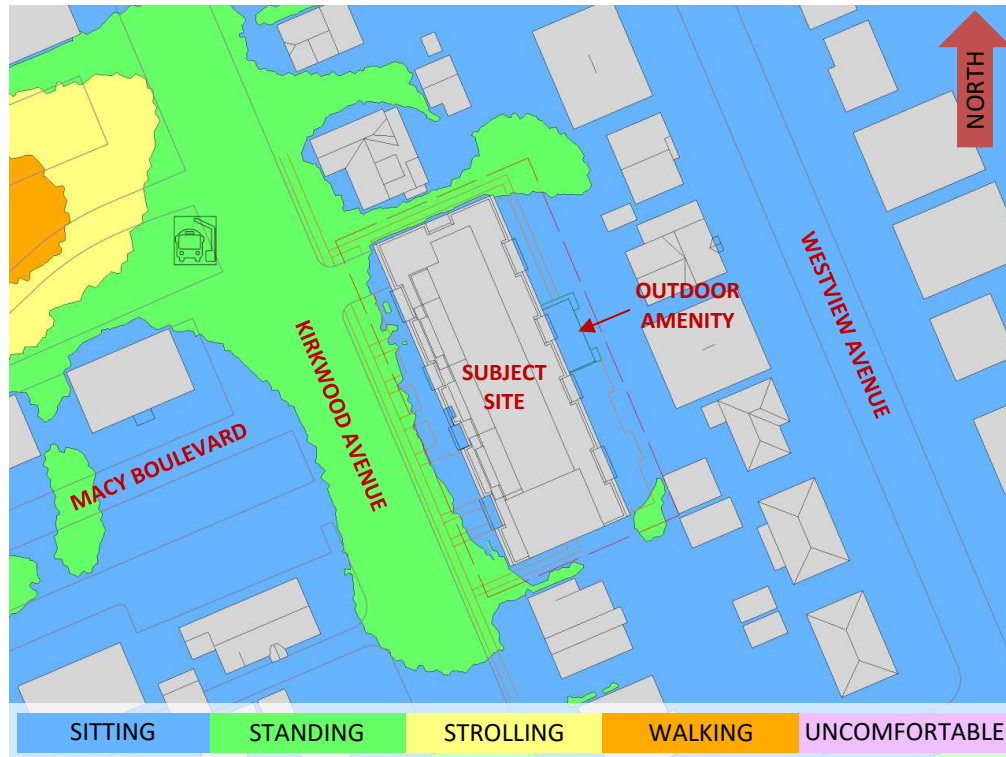 NORTH
WESTVIEW AVENUE
OUTDOOR
AMENITY
KIRKWOOD AVENUE
SUBJECT
SITE
MACY BOULEVARD
SITTING
STANDING
STROLLING
WALKING
UNCOMFORTABLE